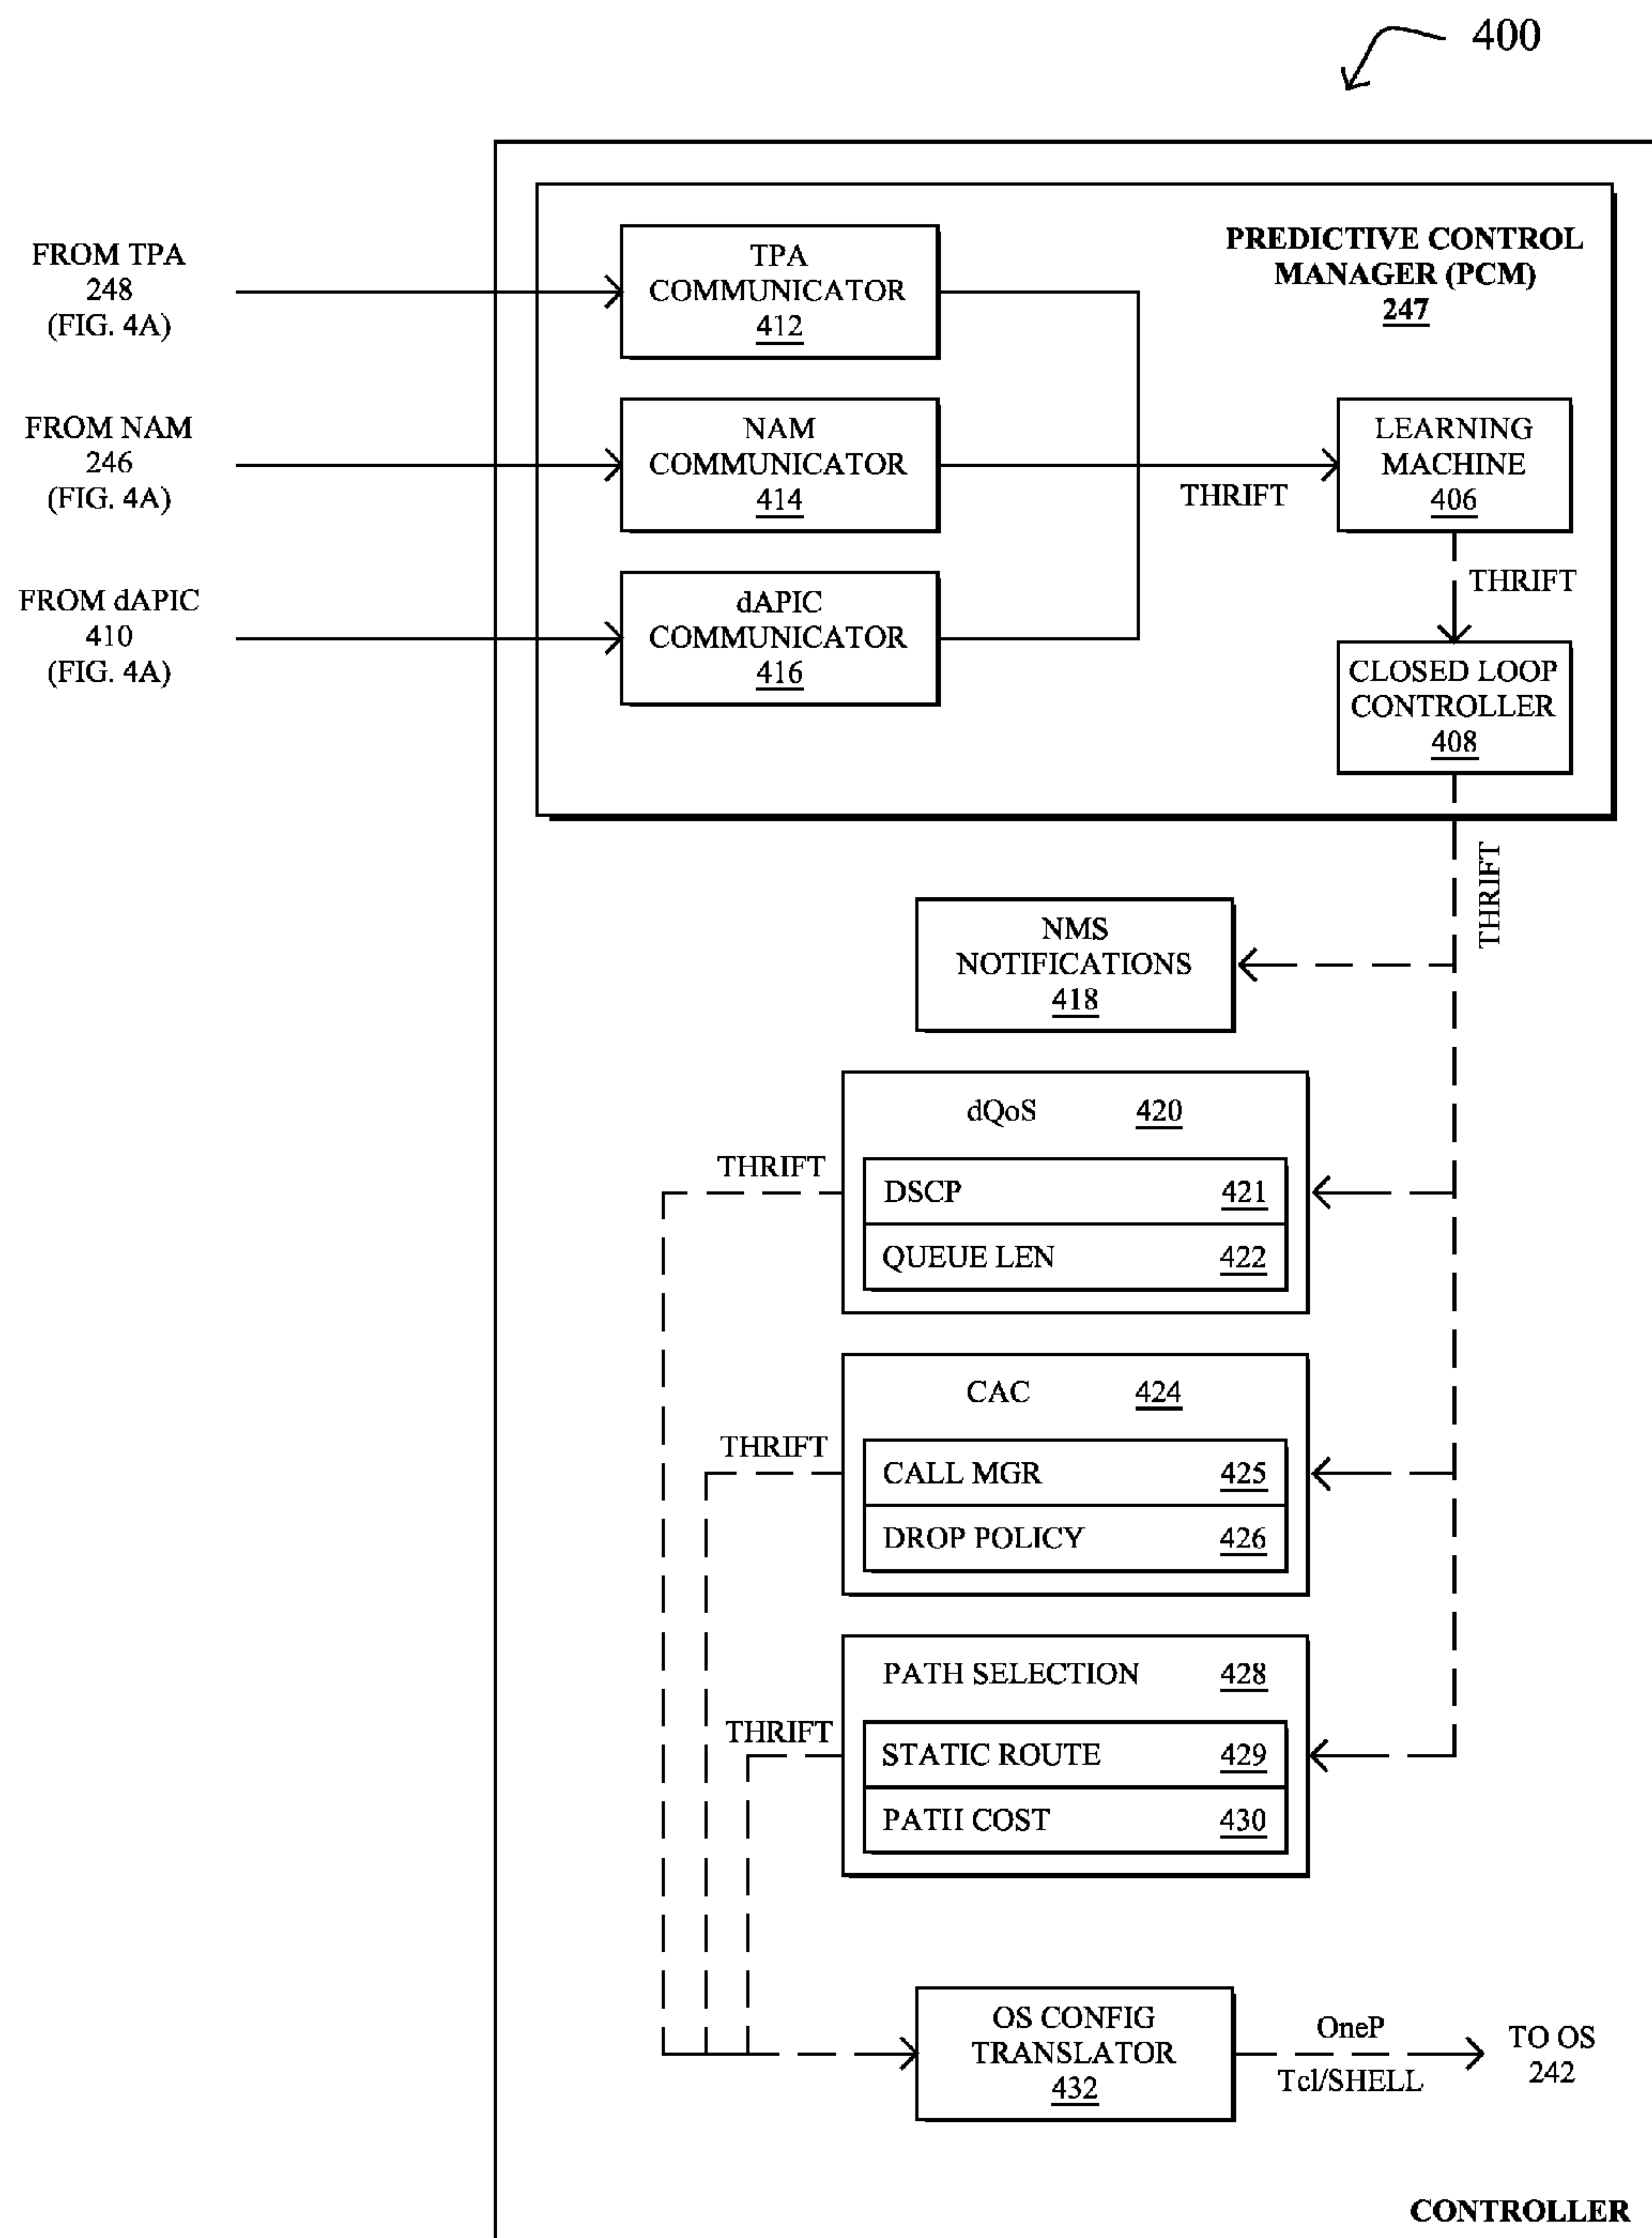 400
FROM TPA
248
(FIG. 4A)
TPA
COMMUNICATOR
412
PREDICTIVE CONTROL
MANAGER (PCM)
247
FROM NAM
246
(FIG. 4A)
NAM
COMMUNICATOR
414
THRIFT
LEARNING
MACHINE
406
THRIFT
FROM dAPIC
410
(FIG. 4A)
dAPIC
COMMUNICATOR
416
CLOSED LOOP
CONTROLLER
408
THRIFT
NMS
NOTIFICATIONS
418
dQoS 420
THRIFT
DSCP 421
QUEUE LEN 422
CAC 424
THRIFT
CALL MGR 425
DROP POLICY 426
PATH SELECTION 428
THRIFT
STATIC ROUTE 429
PATH COST 430
OS CONFIG
TRANSLATOR
432
OneP
Tcl/SHELL
TO OS
242
CONTROLLER